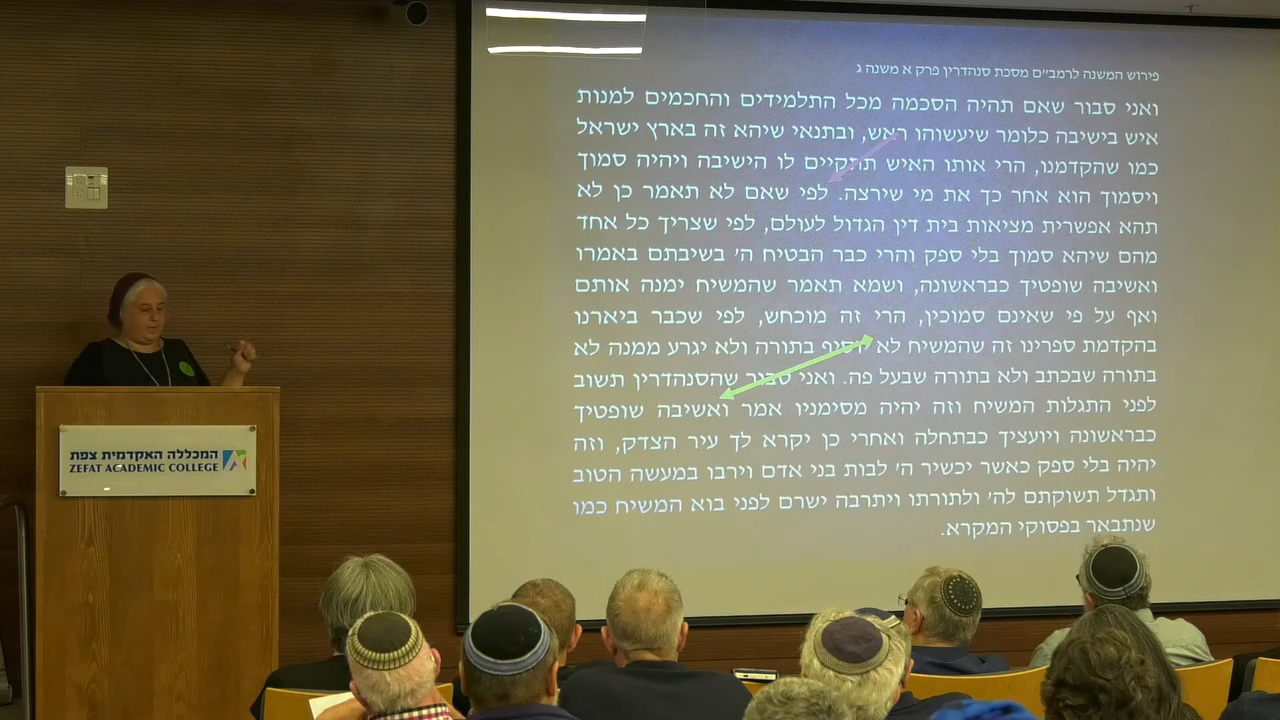 פירוש המשנה לרמב״ם מסכת סנהדרין פרק א משנה ג
ואני סבור שאם תהיה הסכמה מכל התלמידים והחכמים למנות
איש בישיבה כלומר שיעשוהו ראש, ובתנאי שיהא זה בארץ ישראל
כמו שהקדמנו, הרי אותו האיש תתקיים לו הישיבה ויהיה סמוך
ויסמוך הוא אחר כך את מי שירצה. לפי שאם לא תאמר כן לא
תהא אפשרית מציאות בית דין הגדול לעולם, לפי שצריך כל אחד
מהם שיהא סמוך בלי ספק והרי כבר הבטיח ה׳ בשיבתם באמרו
ואשיבה שופטיך כבראשונה, ושמא תאמר שהמשיח ימנה אותם
ואף על פי שאינם סמוכין, הרי זה מוכחש, לפי שכבר ביארנו
בהקדמת ספרינו זה שהמשיח לא יוסיף בתורה ולא יגרע ממנה לא
בתורה שבכתב ולא בתורה שבעל פה. ואני סבור שהסנהדרין תשוב
לפני התגלות המשיח וזה יהיה מסימניו אמר ואשיבה שופטיך
כבראשונה ויועציך כבתחלה ואחרי כן יקרא לך עיר הצדק, וזה
יהיה בלי ספק כאשר יכשיר ה׳ לבות בני אדם וירבו במעשה הטוב
ותגדל תשוקתם לה׳ ולתורתו ויתרבה ישרם לפני בוא המשיח כמו
שנתבאר בפסוקי המקרא.
המכללה האקדמית צפת
ZEFAT ACADEMIC COLLEGE